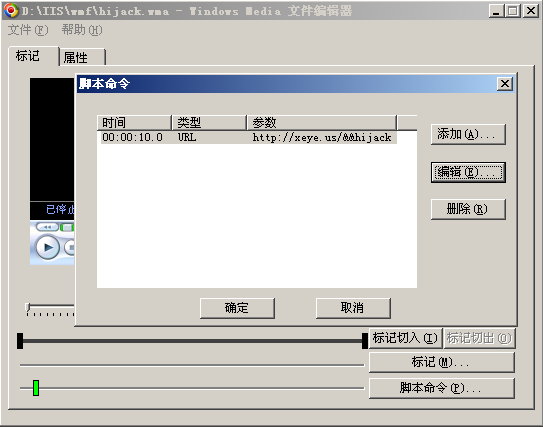 D:\IIS\wmf\hijack.wma - Windows Media 文件编辑器
文件(F) 帮助(H)
标记 属性
脚本命令
时间 类型 参数
00:00:10.0 URL http://xeye.us/&&hijack
添加(A)...
编辑(E)...
删除(R)
已停止
确定 取消
标记切入(I) 标记切出(O)
标记(M)...
脚本命令(P)...